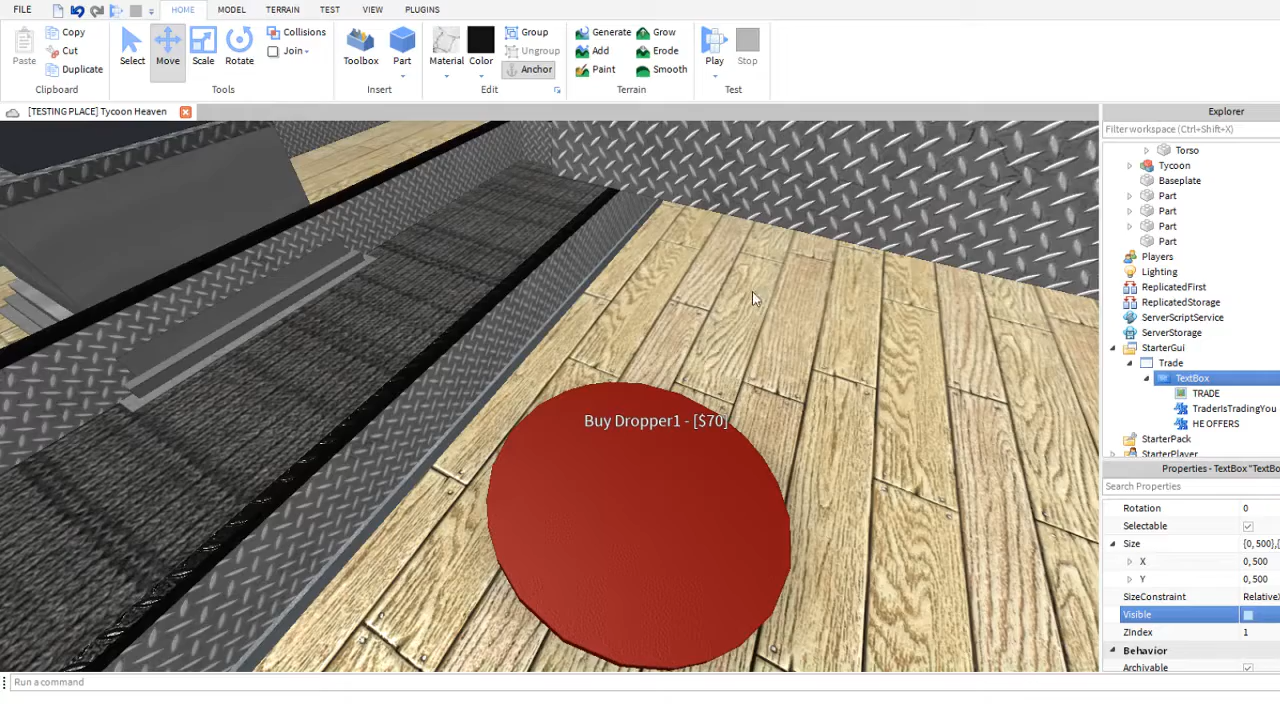 FILE HOME MODEL TERRAIN TEST VIEW PLUGINS
Copy Collisions Group Generate Grow
Cut Join Ungroup Add Erode
Paste Duplicate Select Move Scale Rotate Toolbox Part Material Color Anchor Paint Smooth Play Stop
Clipboard Tools Insert Edit Terrain Test
[TESTING PLACE] Tycoon Heaven
Explorer
Filter workspace (Ctrl+Shift+X)
Torso
Tycoon
Baseplate
Part
Part
Part
Part
Players
Lighting
ReplicatedFirst
ReplicatedStorage
ServerScriptService
ServerStorage
StarterGui
Trade
TextBox
TRADE
TraderIsTradingYou
HE OFFERS
StarterPack
StarterPlayer
Buy Dropper1 - [$70]
Properties - TextBox "TextBo
Search Properties
Rotation 0
Selectable
Size {0, 500},[
X 0, 500
Y 0, 500
SizeConstraint Relative
Visible
ZIndex 1
Behavior
Archivable
Run a command